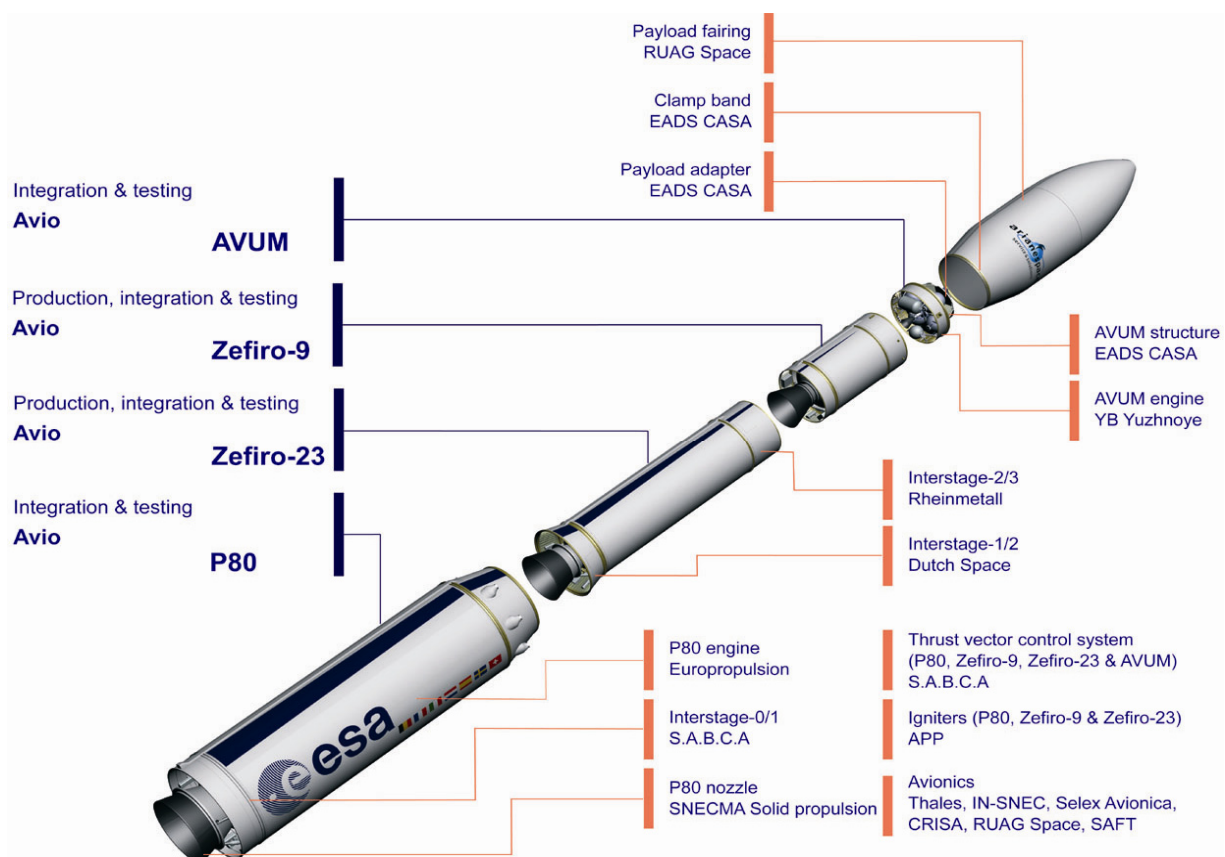 Payload fairing
RUAG Space
Clamp band
EADS CASA
Payload adapter
EADS CASA
Integration & testing
Avio
AVUM
Production, integration & testing
Avio
Zefiro-9
Production, integration & testing
Avio
Zefiro-23
Integration & testing
Avio
P80
AVUM structure
EADS CASA
AVUM engine
YB Yuzhnoye
Interstage-2/3
Rheinmetall
Interstage-1/2
Dutch Space
esa
P80 engine
Europropulsion
Interstage-0/1
S.A.B.C.A
P80 nozzle
SNECMA Solid propulsion
Thrust vector control system
(P80, Zefiro-9, Zefiro-23 & AVUM)
S.A.B.C.A
Igniters (P80, Zefiro-9 & Zefiro-23)
APP
Avionics
Thales, IN-SNEC, Selex Avionica,
CRISA, RUAG Space, SAFT